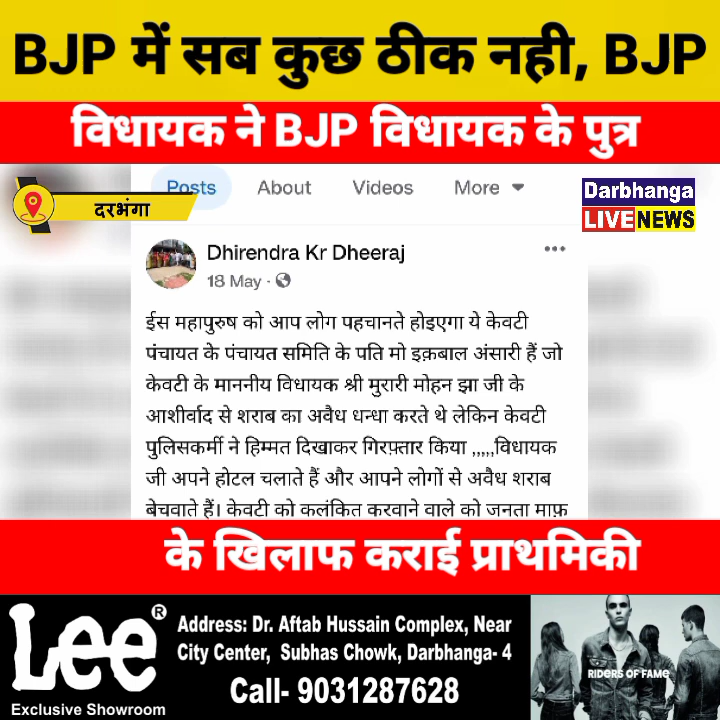 BJP में सब कुछ ठीक नही, BJP
विधायक ने BJP विधायक के पुत्र
दरभंगा
Posts About Videos More
Darbhanga
LIVE NEWS
Dhirendra Kr Dheeraj
18 May ·
ईस महापुरुष को आप लोग पहचानते होइएगा ये केवटी
पंचायत के पंचायत समिति के पति मो इक़बाल अंसारी हैं जो
केवटी के माननीय विधायक श्री मुरारी मोहन झा जी के
आशीर्वाद से शराब का अवैध धन्धा करते थे लेकिन केवटी
पुलिसकर्मी ने हिम्मत दिखाकर गिरफ़्तार किया ,,,,,विधायक
जी अपने होटल चलाते हैं और आपने लोगों से अवैध शराब
बेचवाते हैं। केवटी को कलंकित करवाने वाले को जनता माफ़
के खिलाफ कराई प्राथमिकी
Lee®
Exclusive Showroom
Address: Dr. Aftab Hussain Complex, Near
City Center, Subhas Chowk, Darbhanga- 4
Call- 9031287628
RIDERS OF FAME